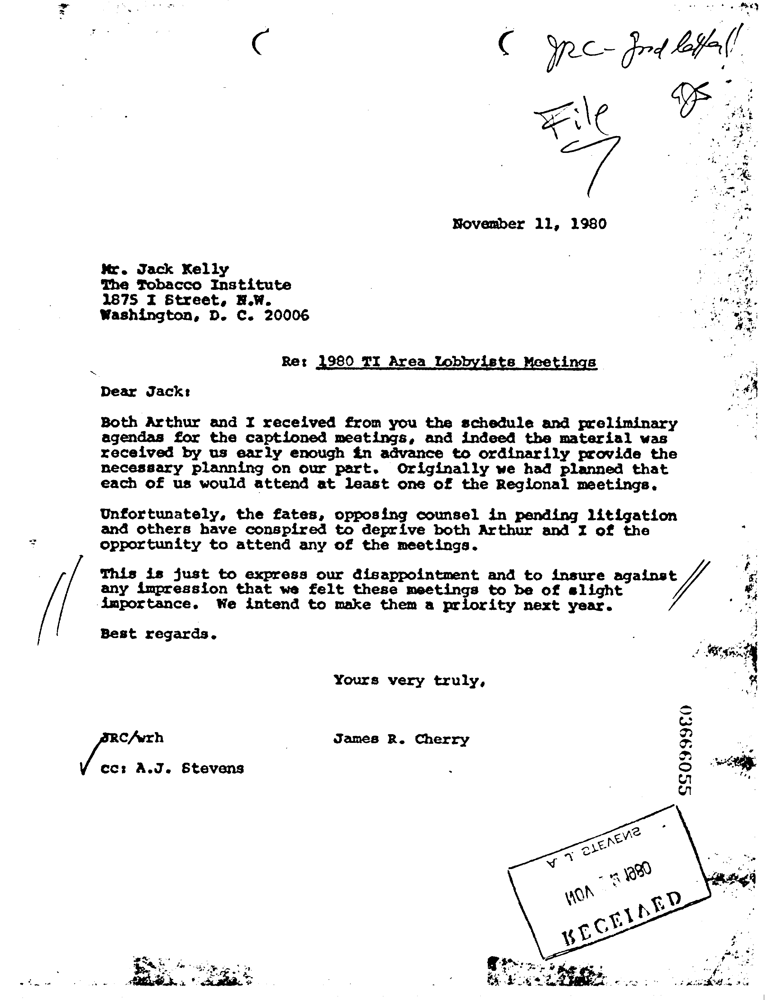 JRC - Good letter!
AJS
File
November 11, 1980
Mr. Jack Kelly
The Tobacco Institute
1875 I Street, N.W.
Washington, D. C. 20006
Re: 1980 TI Area Lobbyists Meetings
Dear Jack:
Both Arthur and I received from you the schedule and preliminary
agendas for the captioned meetings, and indeed the material was
received by us early enough in advance to ordinarily provide the
necessary planning on our part. Originally we had planned that
each of us would attend at least one of the Regional meetings.
Unfortunately, the fates, opposing counsel in pending litigation
and others have conspired to deprive both Arthur and I of the
opportunity to attend any of the meetings.
This is just to express our disappointment and to insure against
any impression that we felt these meetings to be of slight
importance. We intend to make them a priority next year.
Best regards.
Yours very truly,
JRC/wrh James R. Cherry
cc: A.J. Stevens
03666055
A. J. STEVENS
NOV 1980
RECEIVED